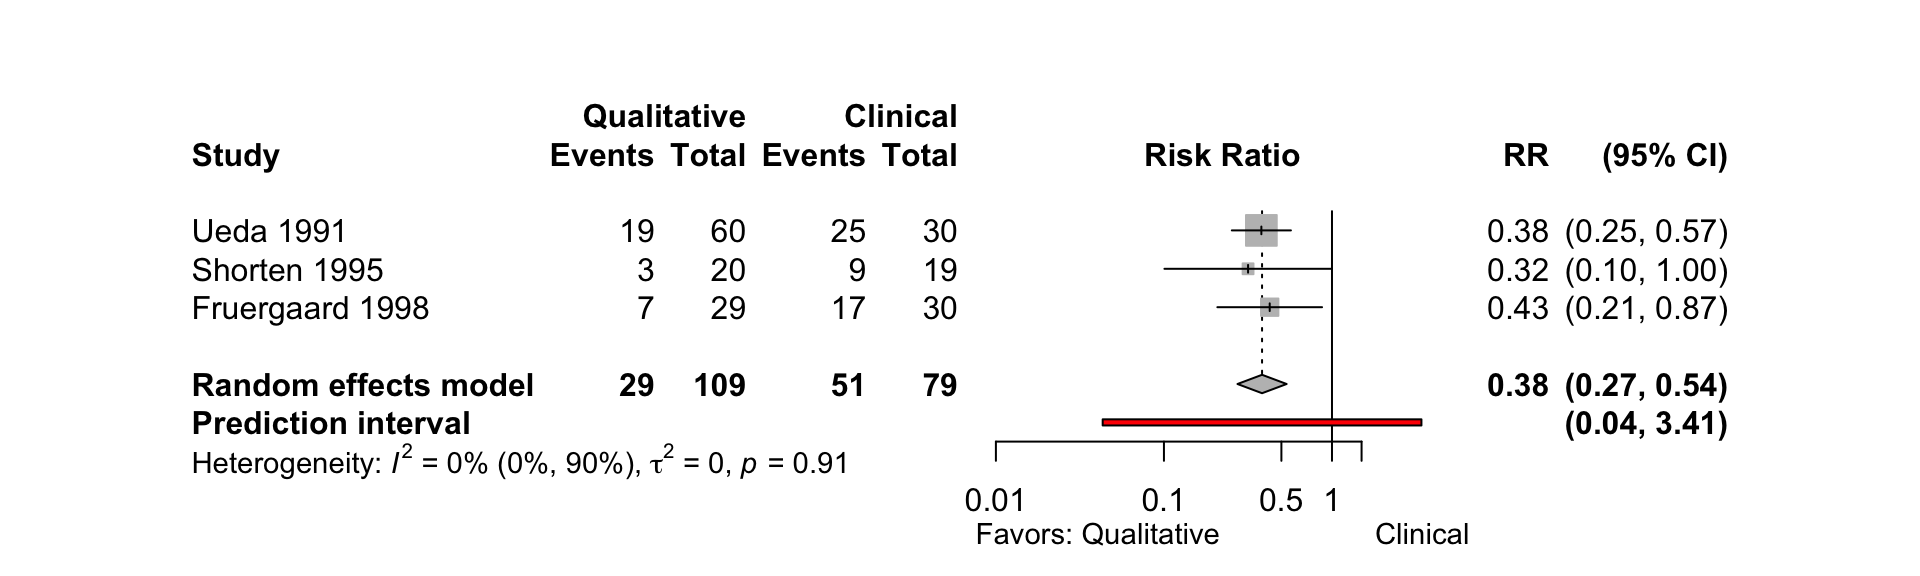 Qualitative Clinical
Study Events Total Events Total Risk Ratio RR (95% CI)
Ueda 1991 19 60 25 30 0.38 (0.25, 0.57)
Shorten 1995 3 20 9 19 0.32 (0.10, 1.00)
Fruergaard 1998 7 29 17 30 0.43 (0.21, 0.87)
Random effects model 29 109 51 79 0.38 (0.27, 0.54)
Prediction interval (0.04, 3.41)
Heterogeneity: I² = 0% (0%, 90%), τ² = 0, p = 0.91
0.01 0.1 0.5 1
Favors: Qualitative Clinical